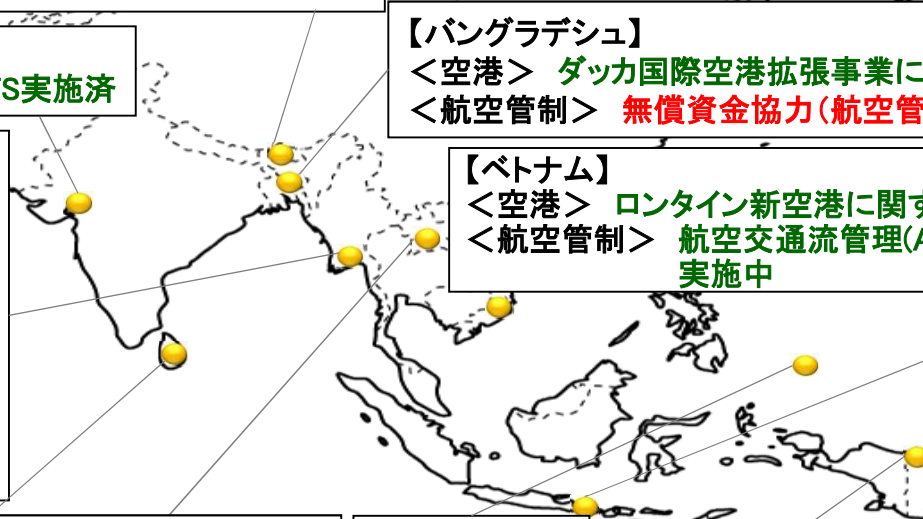 S実施済
【バングラデシュ】
＜空港＞ ダッカ国際空港拡張事業に
＜航空管制＞ 無償資金協力（航空管
【ベトナム】
＜空港＞ ロンタイン新空港に関す
＜航空管制＞ 航空交通流管理(A
実施中